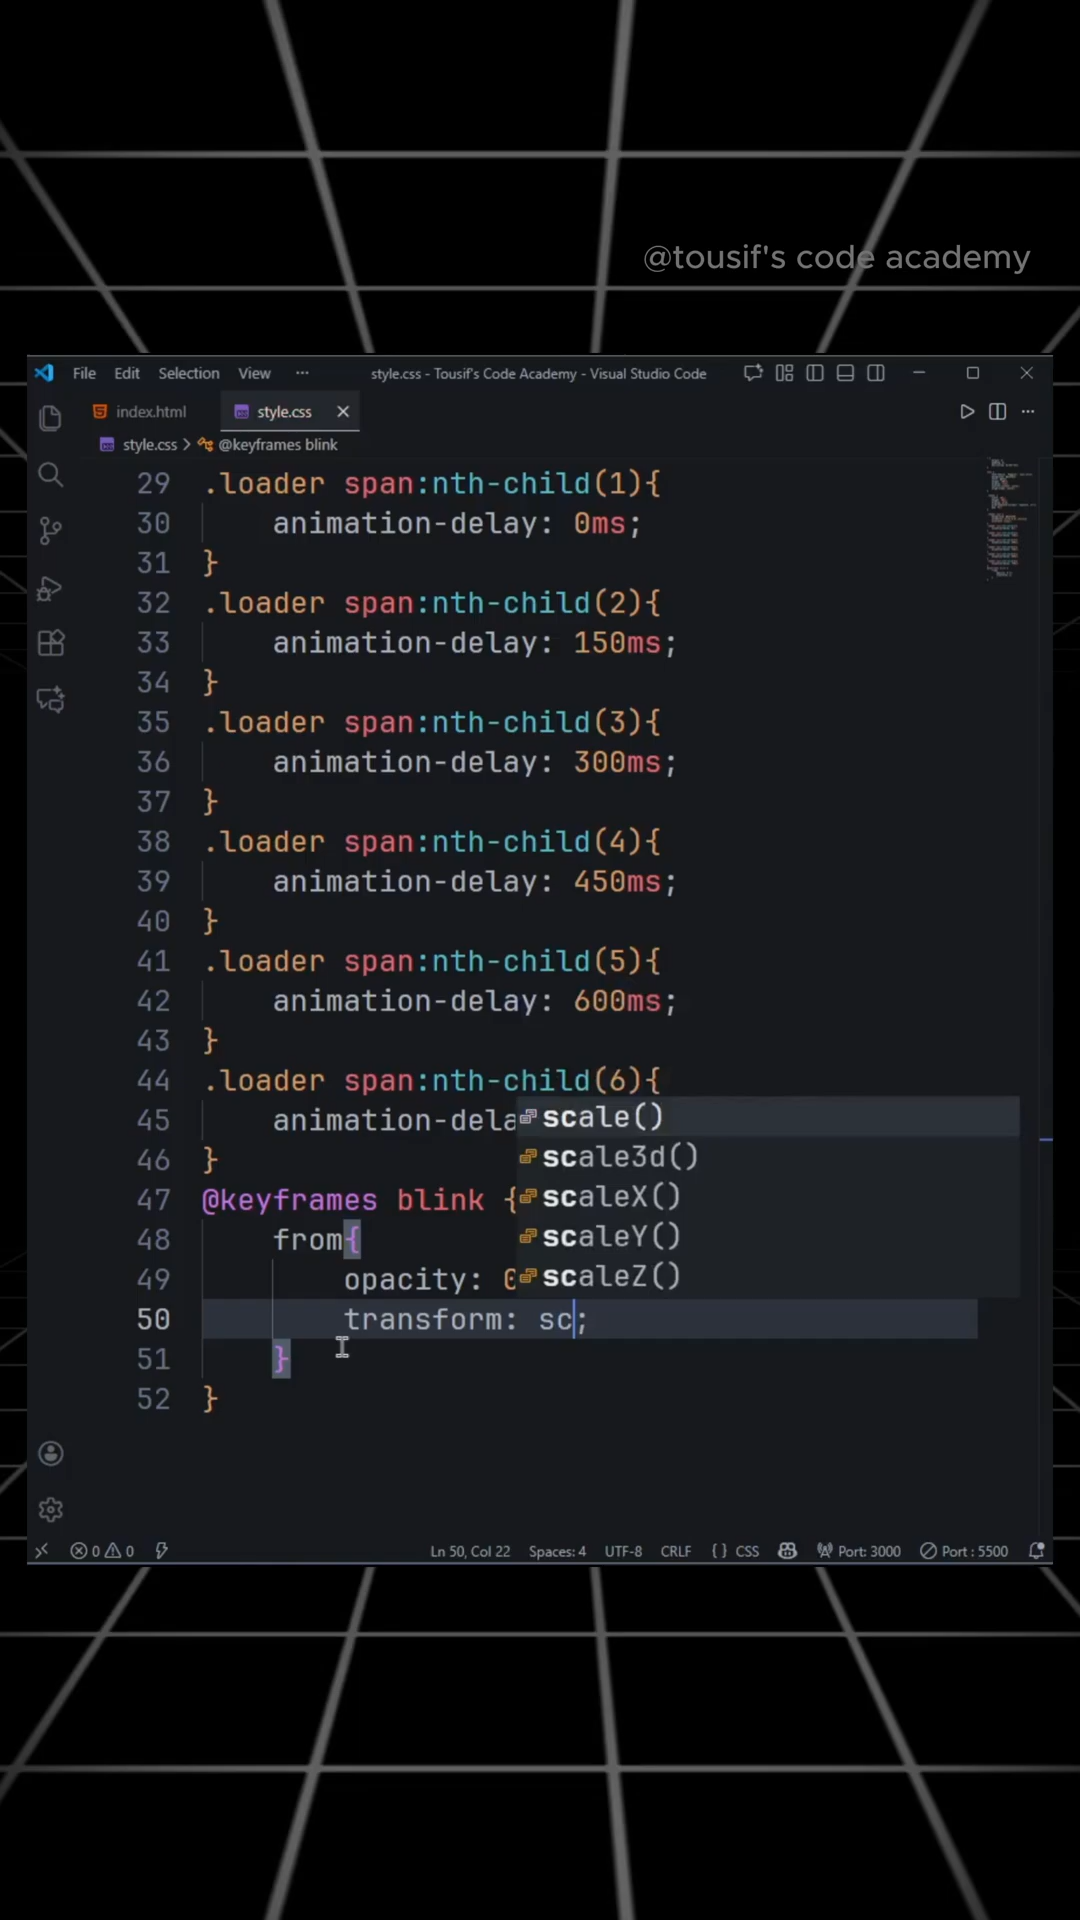 @tousif's code academy
File Edit Selection View ··· style.css - Tousif's Code Academy - Visual Studio Code
index.html style.css
style.css > @keyframes blink
29 .loader span:nth-child(1){
30 animation-delay: 0ms;
31 }
32 .loader span:nth-child(2){
33 animation-delay: 150ms;
34 }
35 .loader span:nth-child(3){
36 animation-delay: 300ms;
37 }
38 .loader span:nth-child(4){
39 animation-delay: 450ms;
40 }
41 .loader span:nth-child(5){
42 animation-delay: 600ms;
43 }
44 .loader span:nth-child(6){
45 animation-dela
scale()
46 }
scale3d()
47 @keyframes blink {
scaleX()
48 from{
scaleY()
49 opacity: 0
scaleZ()
50 transform: sc;
51 }
52 }
0 0 Ln 50, Col 22 Spaces: 4 UTF-8 CRLF { } CSS Port: 3000 Port : 5500